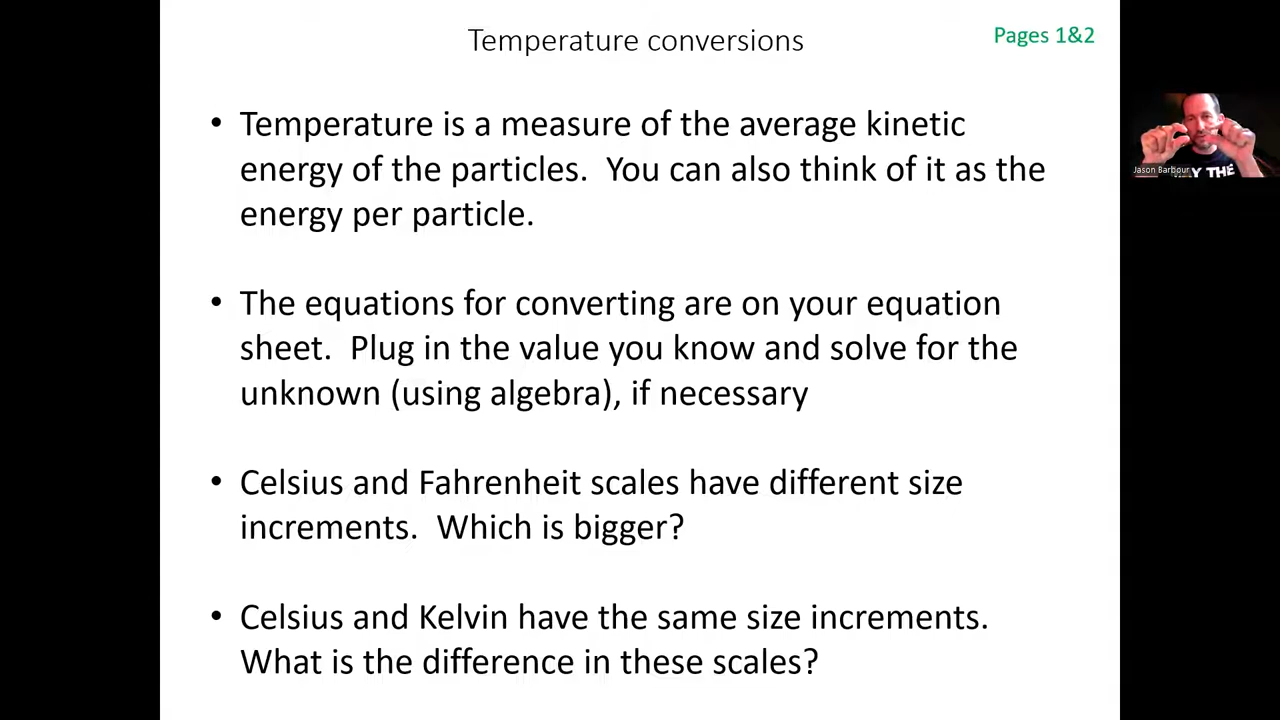 Temperature conversions
Pages 1&2
• Temperature is a measure of the average kinetic
energy of the particles.  You can also think of it as the
energy per particle.
• The equations for converting are on your equation
sheet.  Plug in the value you know and solve for the
unknown (using algebra), if necessary
• Celsius and Fahrenheit scales have different size
increments.  Which is bigger?
• Celsius and Kelvin have the same size increments.
What is the difference in these scales?
Jason Barbour
THE